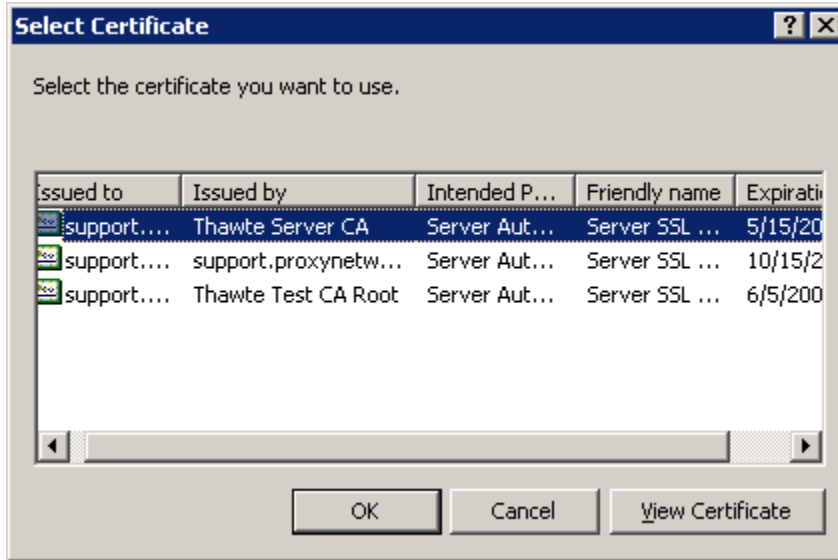 Select Certificate
Select the certificate you want to use.
Issued to Issued by Intended P... Friendly name Expirati
support.... Thawte Server CA Server Aut... Server SSL ... 5/15/20
support.... support.proxynetw... Server Aut... Server SSL ... 10/15/2
support.... Thawte Test CA Root Server Aut... Server SSL ... 6/5/200
OK Cancel View Certificate